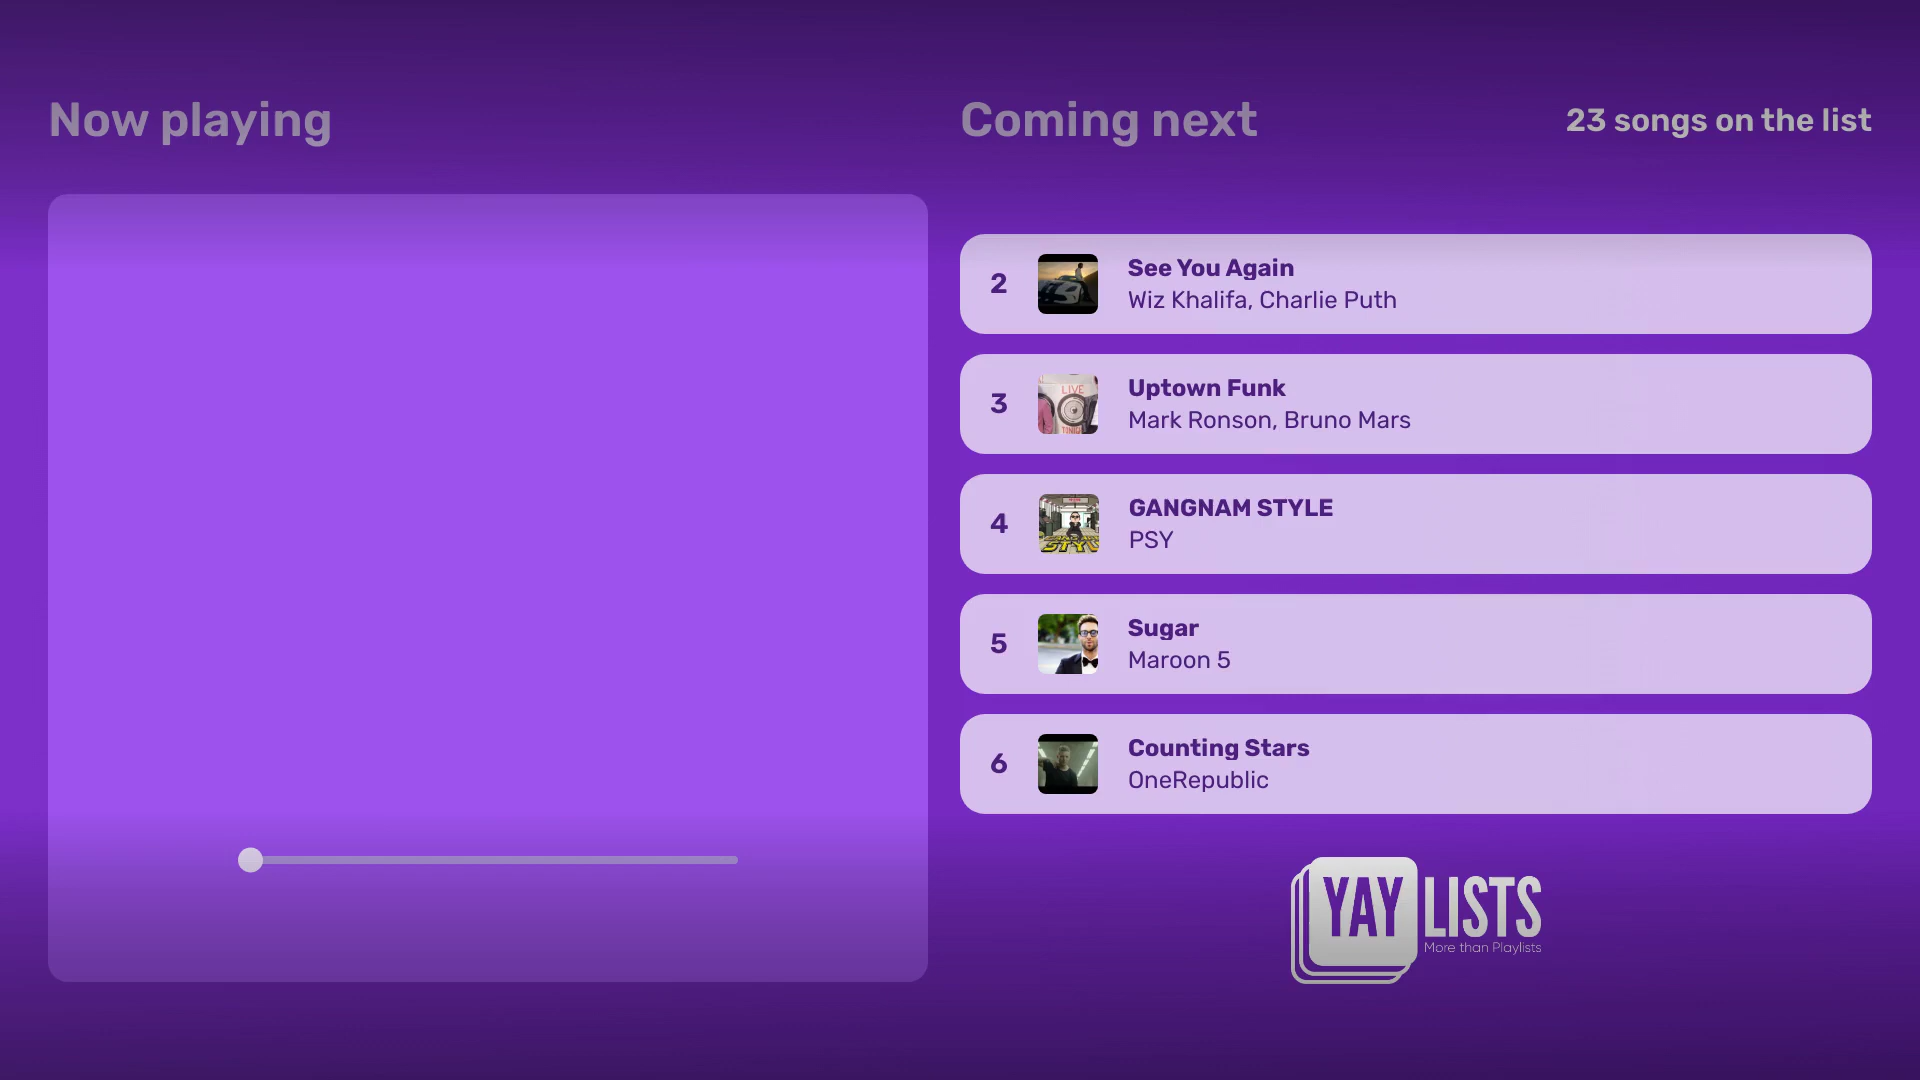 Now playing
Coming next
23 songs on the list
2
See You Again
Wiz Khalifa, Charlie Puth
3
LIVE
Uptown Funk
Mark Ronson, Bruno Mars
4
GANGNAM STYLE
PSY
5
Sugar
Maroon 5
6
Counting Stars
OneRepublic
YAY LISTS
More than Playlists